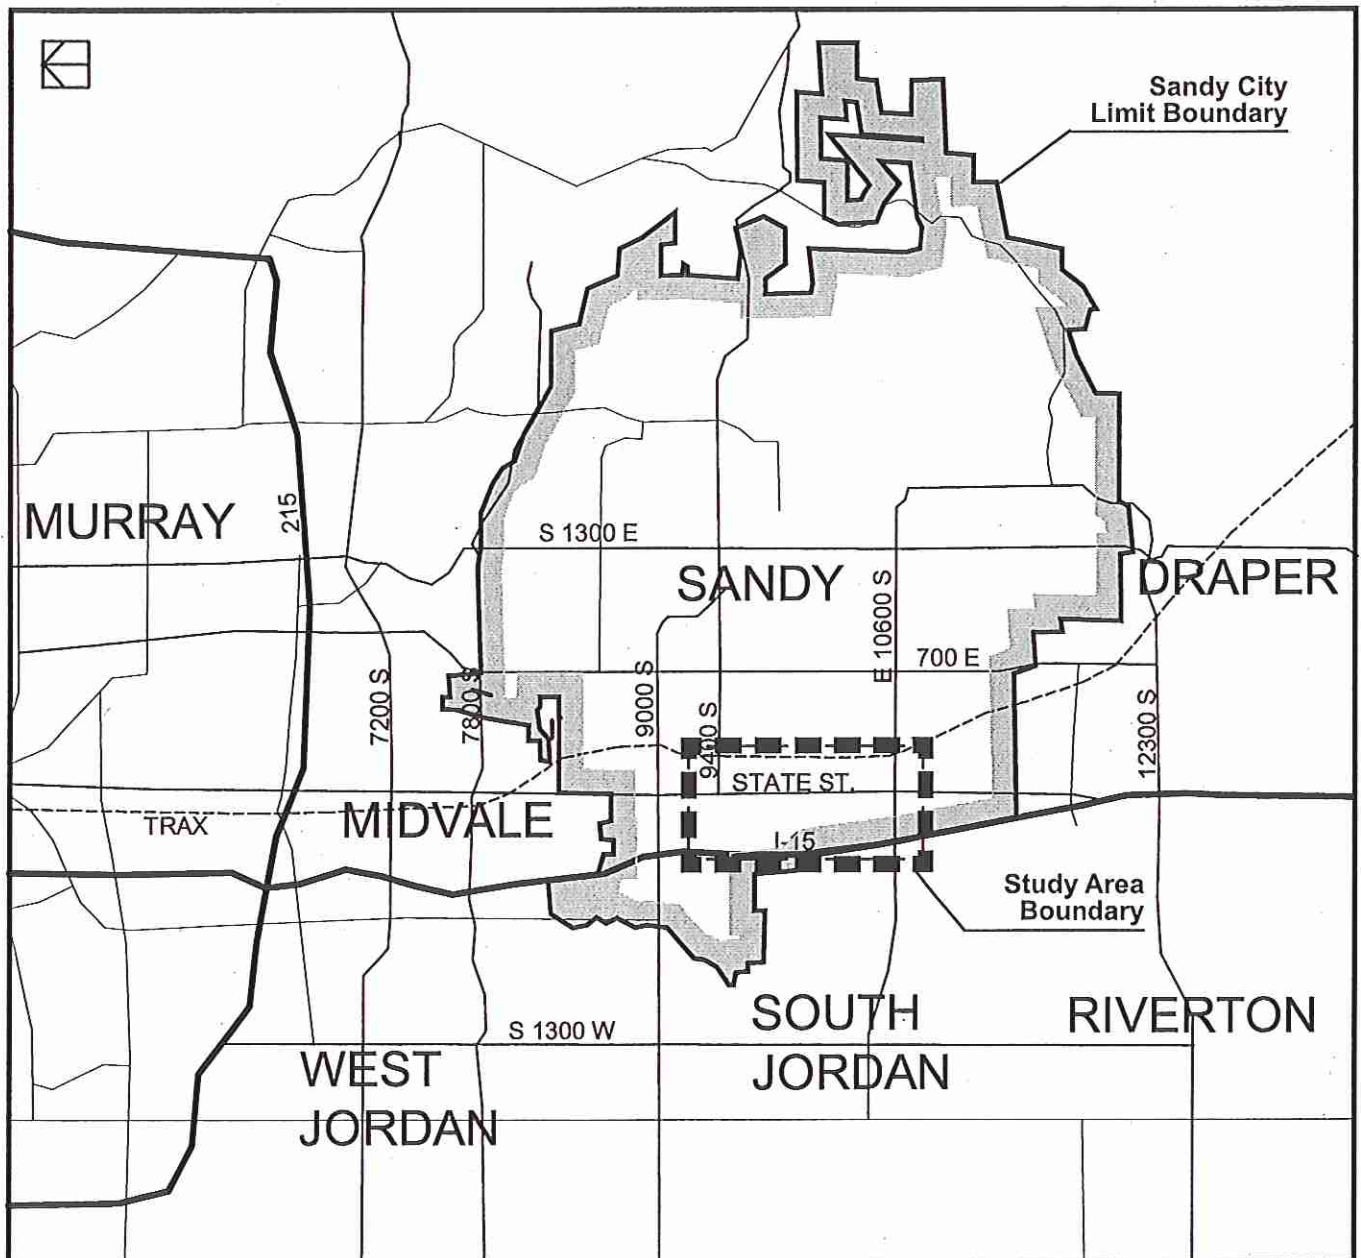 Sandy City
Limit Boundary
MURRAY
215
S 1300 E
SANDY
DRAPER
E 10600 S
700 E
7200 S
7800 S
9000 S
9400 S
12300 S
STATE ST.
TRAX
MIDVALE
I-15
Study Area
Boundary
SOUTH
JORDAN
RIVERTON
S 1300 W
WEST
JORDAN